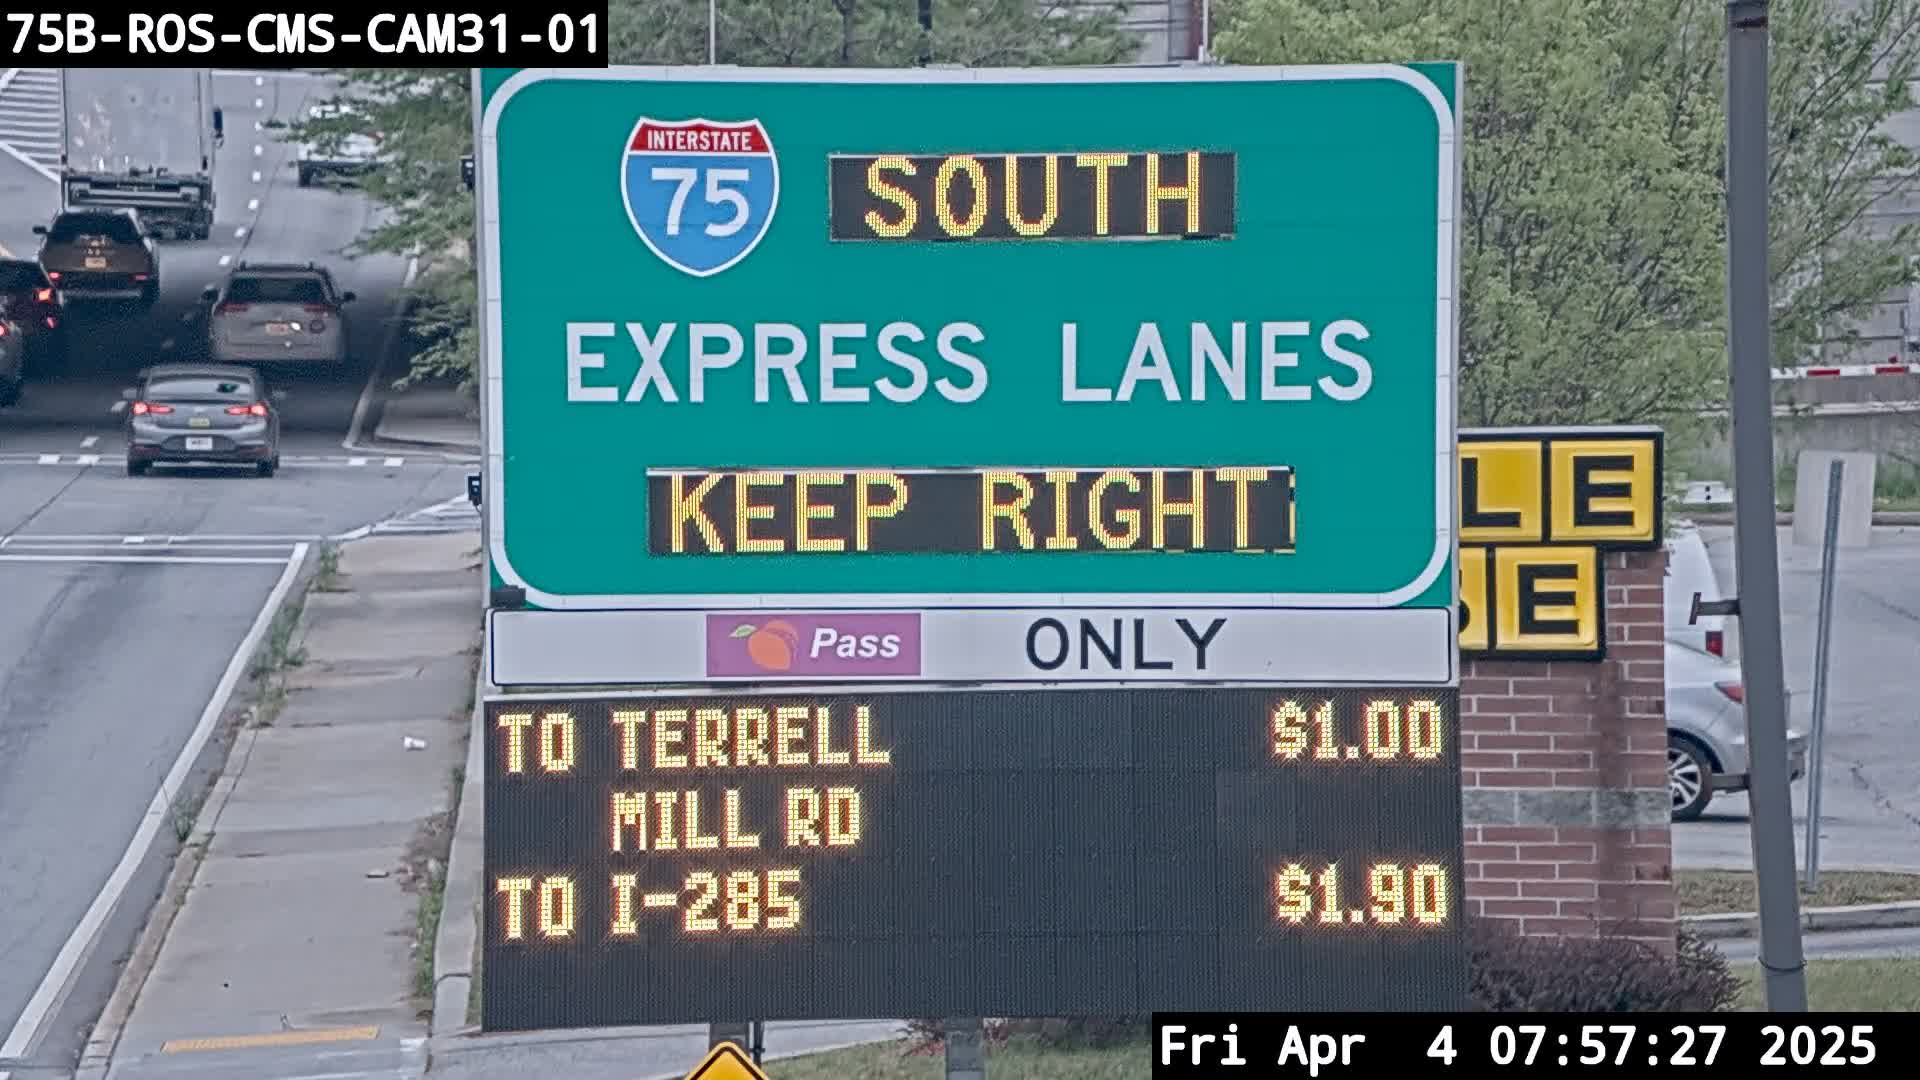 75B-ROS-CMS-CAM31-01
INTERSTATE
75
SOUTH
EXPRESS LANES
KEEP RIGHT
LE
E
Pass ONLY
TO TERRELL $1.00
MILL RD
TO I-285 $1.90
Fri Apr 4 07:57:27 2025